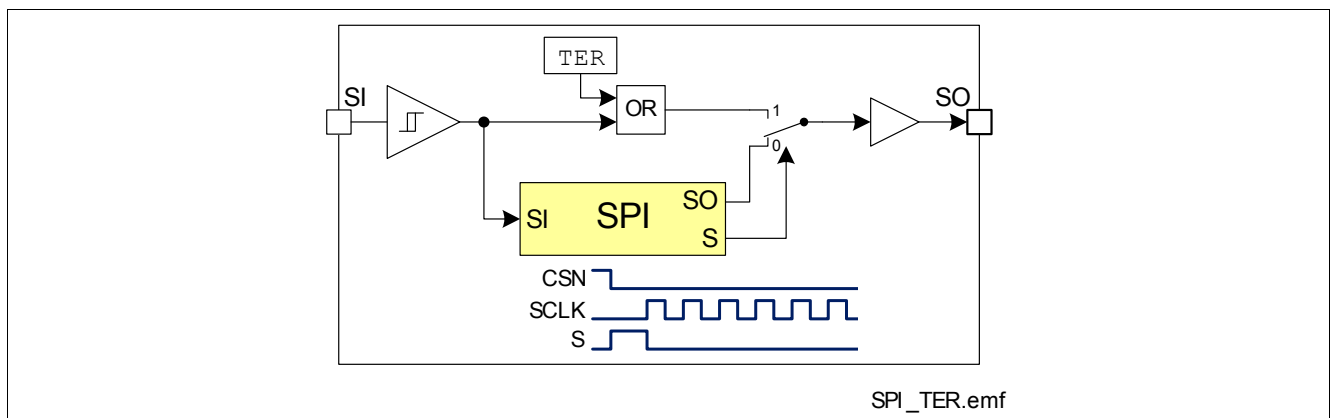 TER
SI
SO
OR
1
0
SO
SI
SPI
S
CSN
SCLK
S
SPI_TER.emf